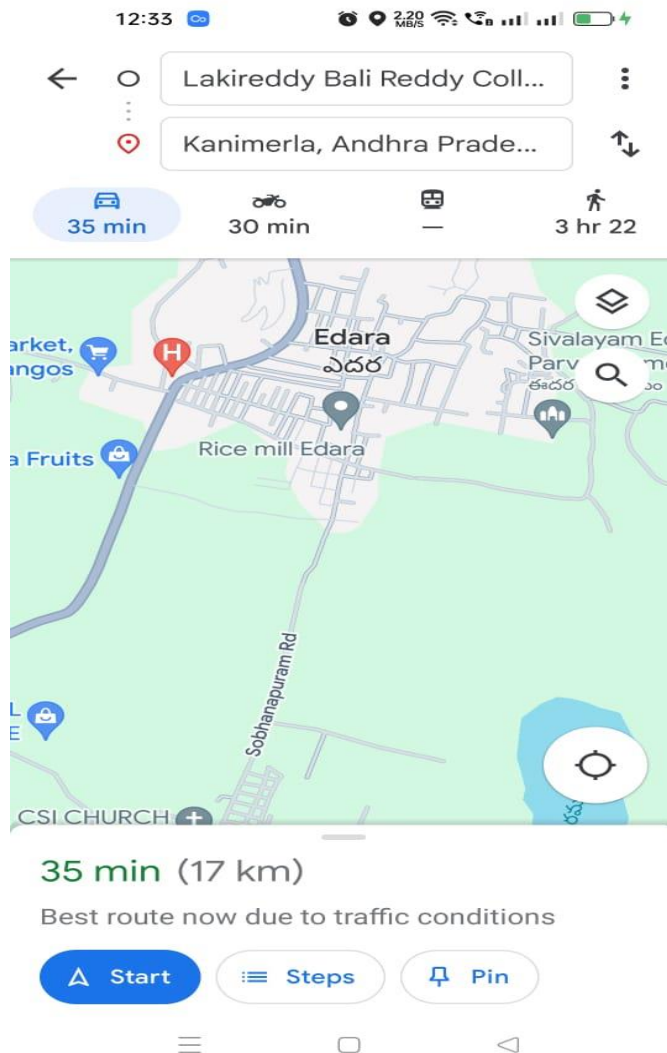 12:33
2.20 MB/S
Lakireddy Bali Reddy Coll...
Kanimerla, Andhra Prade...
35 min
30 min
—
3 hr 22
Edara
ఎదర
arket,
angos
H
Sivalayam Ed
Rice mill Edara
a Fruits
Sobhanapuram Rd
L
E
CSI CHURCH
35 min (17 km)
Best route now due to traffic conditions
Start
Steps
Pin